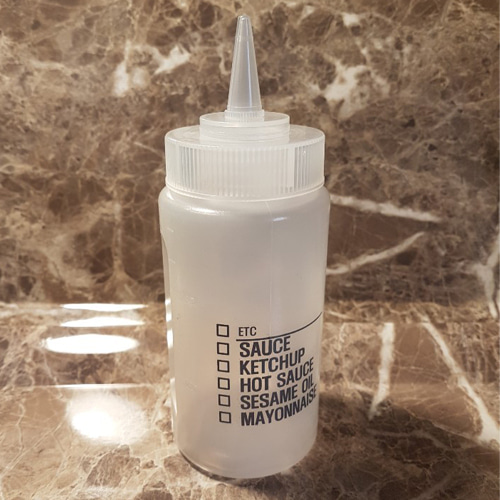 ETC
SAUCE
KETCHUP
HOT SAUCE
SESAME OIL
MAYONNAISE